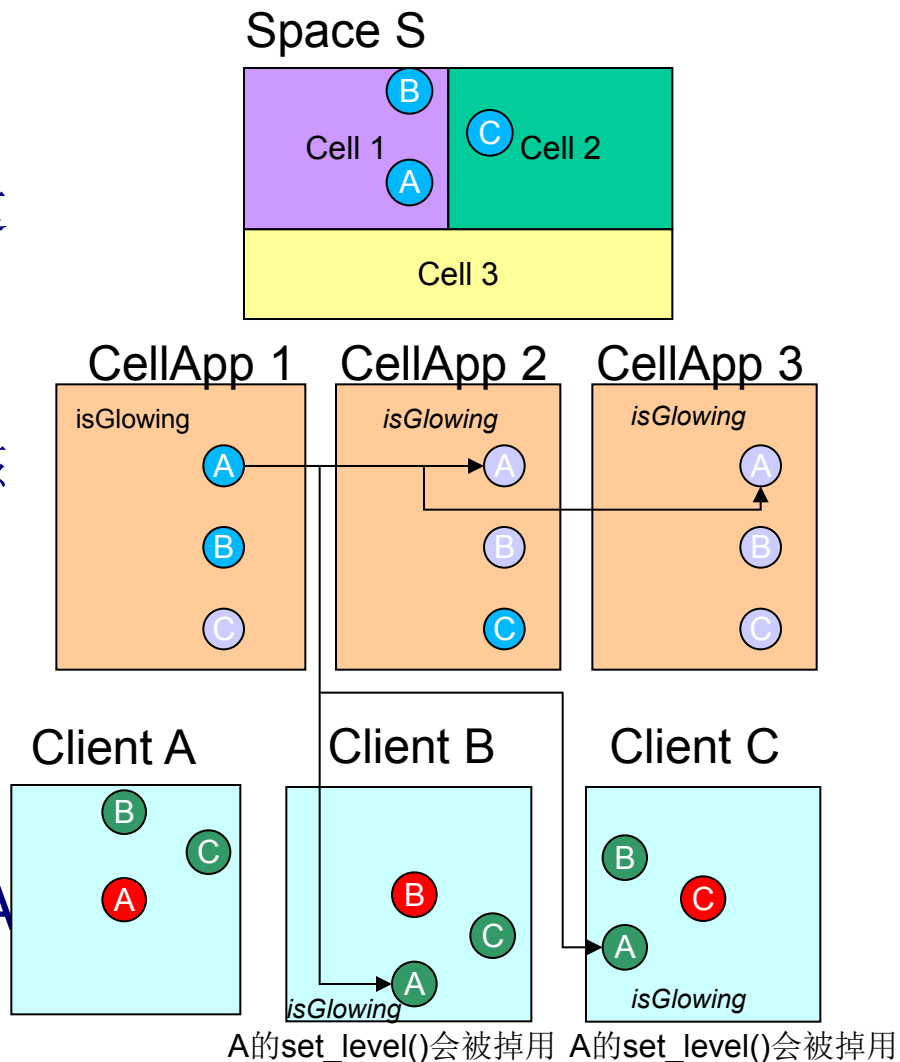 Space S
B
C
Cell 1
Cell 2
A
Cell 3
CellApp 1
CellApp 2
CellApp 3
isGlowing
isGlowing
isGlowing
A
A
A
B
B
B
C
C
C
Client A
Client B
Client C
B
C
A
B
C
A
isGlowing
B
C
A
isGlowing
A的set_level()会被掉用
A的set_level()会被掉用
A